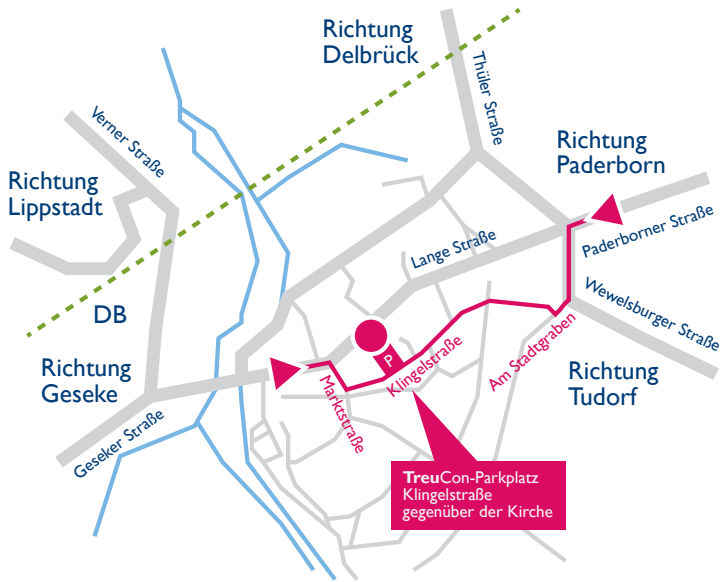 Richtung
Delbrück
Thüler Straße
Verner Straße
Richtung
Paderborn
Richtung
Lippstadt
Paderborner Straße
Lange Straße
Wewelsburger Straße
DB
Richtung
Geseke
P
Klingelstraße
Am Stadtgraben
Richtung
Tudorf
Marktstraße
Geseker Straße
TreuCon-Parkplatz
Klingelstraße
gegenüber der Kirche